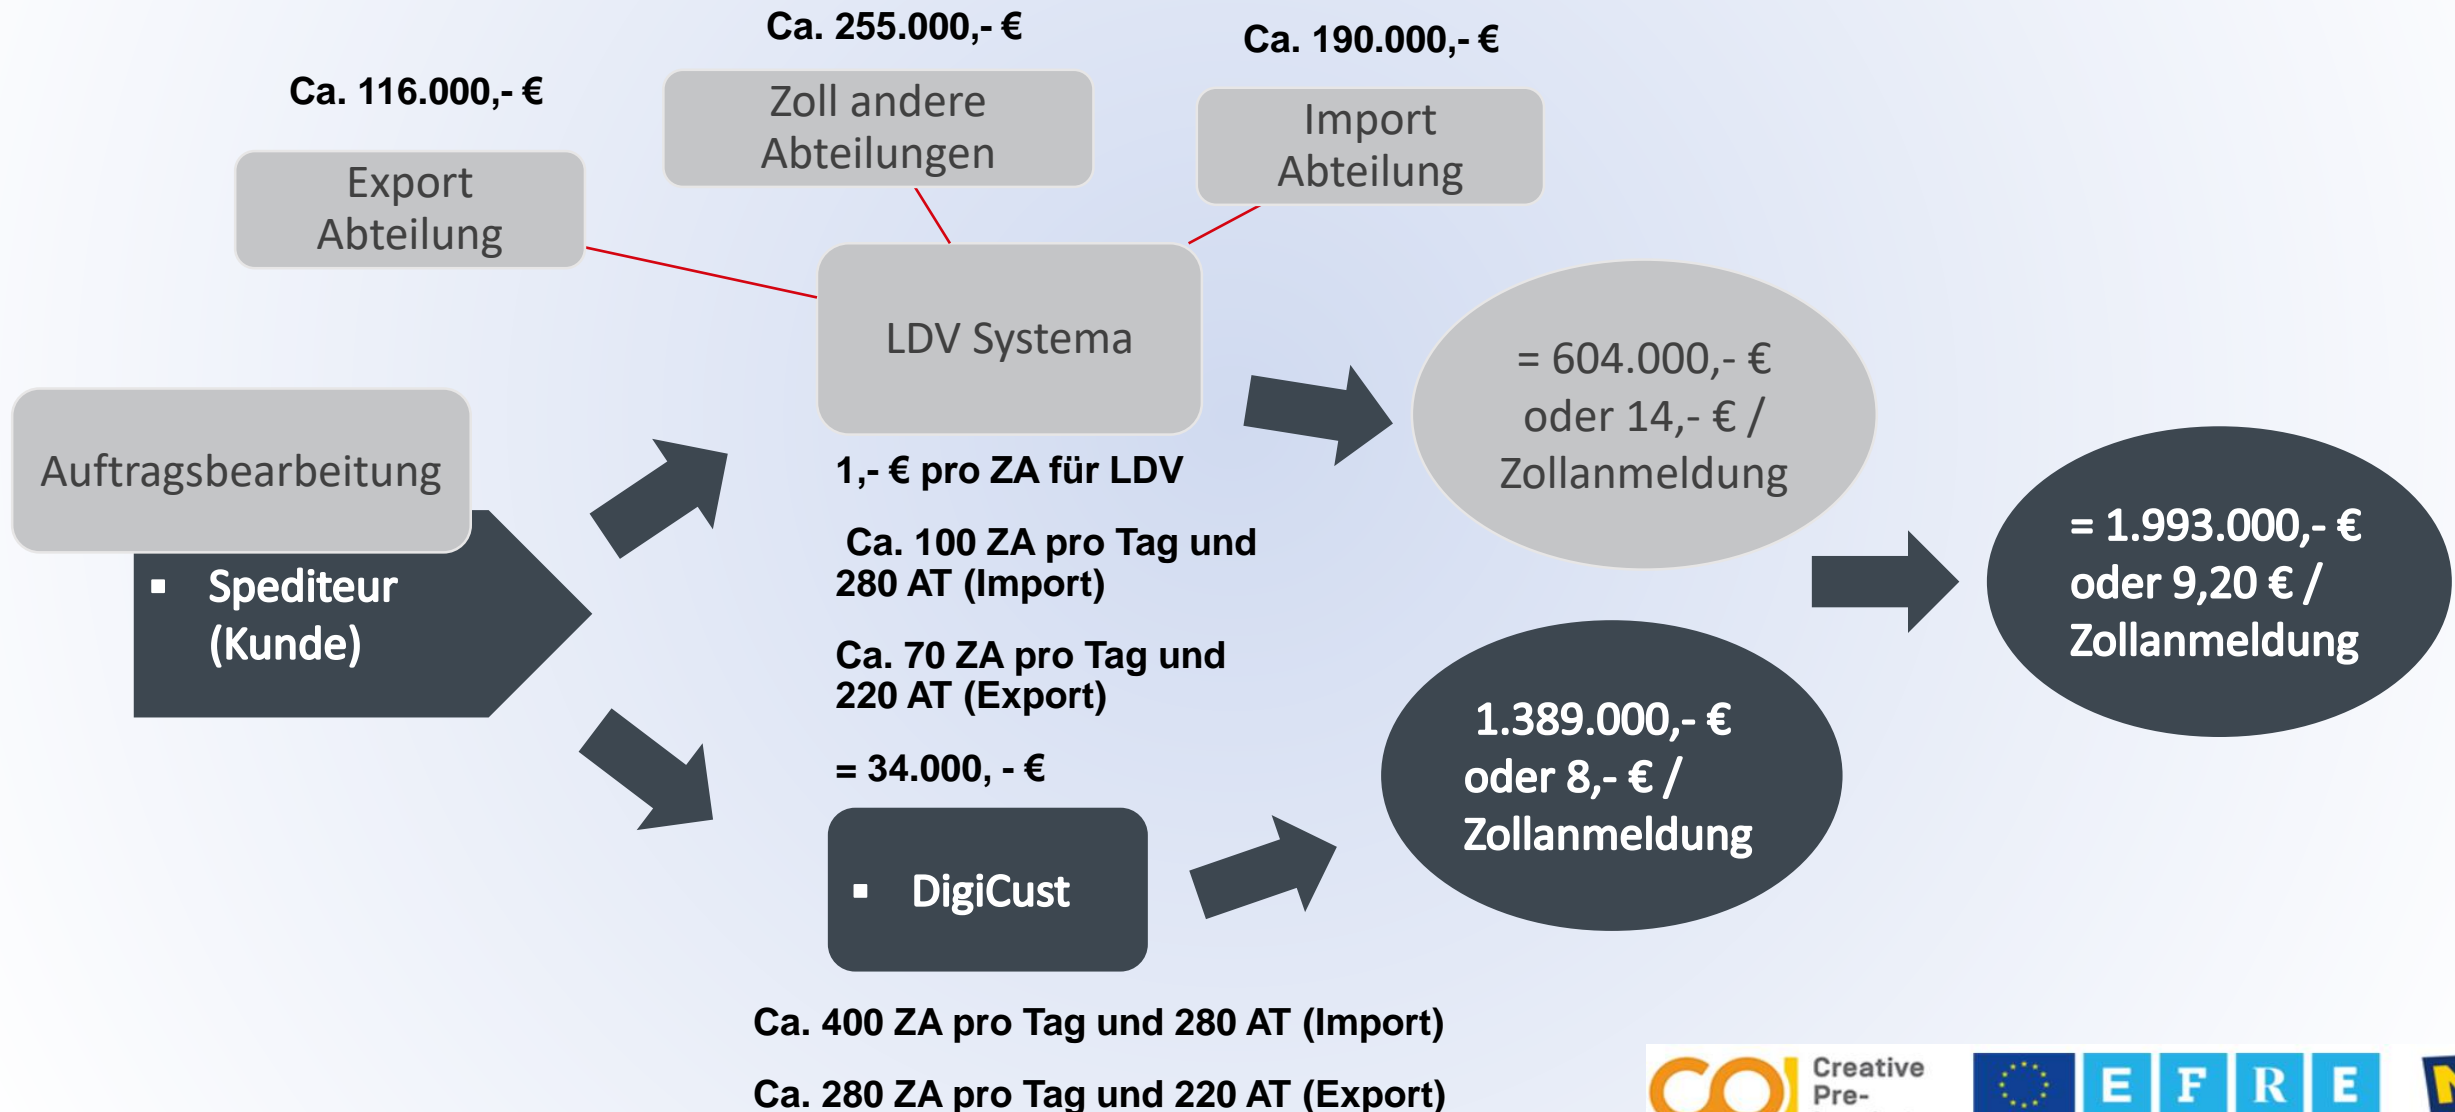 Ca. 116.000,- €
Export
Abteilung
Ca. 255.000,- €
Zoll andere
Abteilungen
Ca. 190.000,- €
Import
Abteilung
LDV Systema
Auftragsbearbeitung
▪ Spediteur
(Kunde)
1,- € pro ZA für LDV
Ca. 100 ZA pro Tag und
280 AT (Import)
Ca. 70 ZA pro Tag und
220 AT (Export)
= 34.000, - €
▪ DigiCust
Ca. 400 ZA pro Tag und 280 AT (Import)
Ca. 280 ZA pro Tag und 220 AT (Export)
= 604.000,- €
oder 14,- € /
Zollanmeldung
1.389.000,- €
oder 8,- € /
Zollanmeldung
= 1.993.000,- €
oder 9,20 € /
Zollanmeldung
Creative
Pre-
EFRE